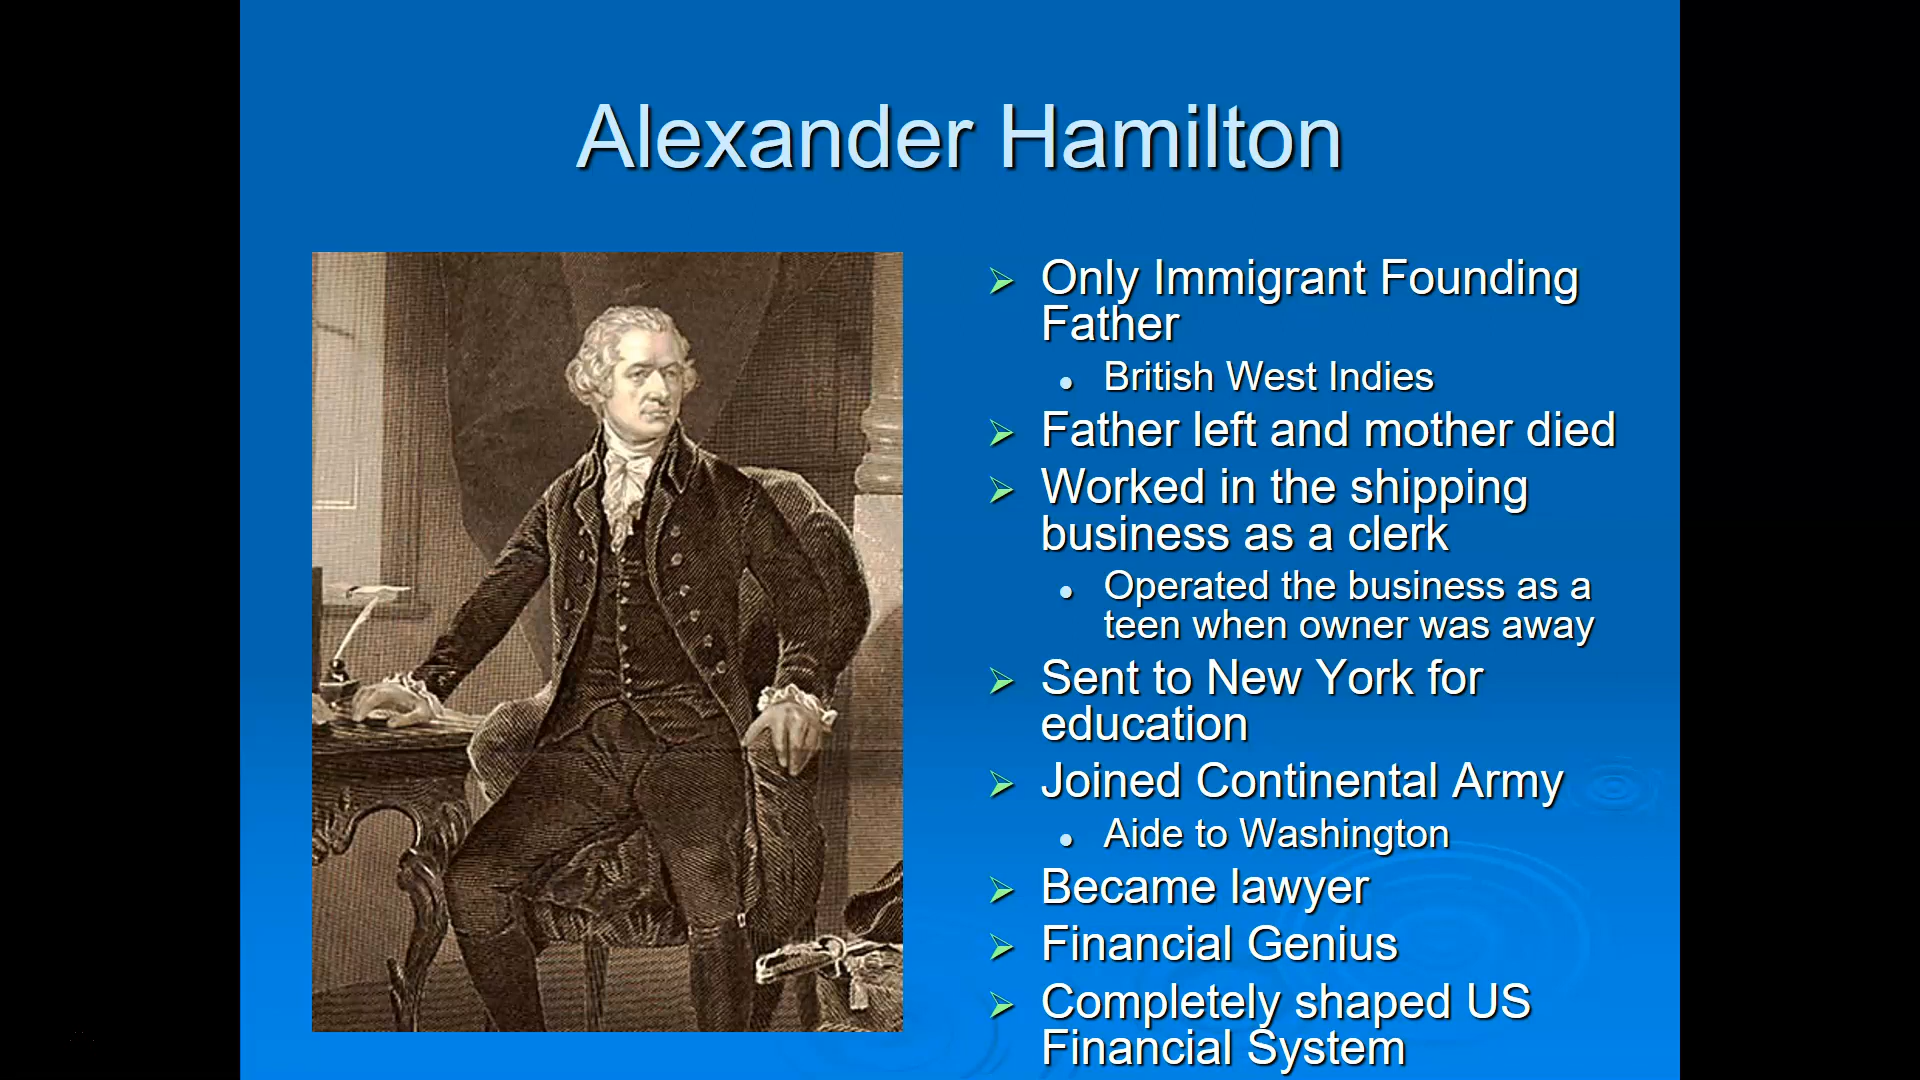 Alexander Hamilton
Only Immigrant Founding
Father
British West Indies
Father left and mother died
Worked in the shipping
business as a clerk
Operated the business as a
teen when owner was away
Sent to New York for
education
Joined Continental Army
Aide to Washington
Became lawyer
Financial Genius
Completely shaped US
Financial System